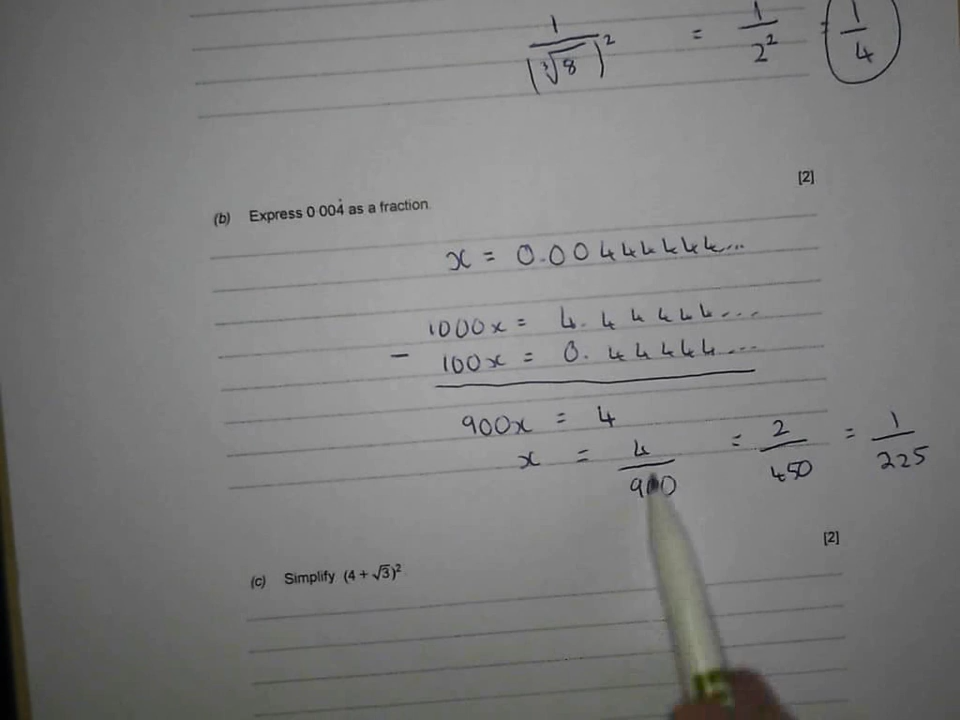 1/(∛8)² = 1/2² = 1/4
[2]
(b) Express 0·004̇ as a fraction.
x = 0.00444444...
1000x = 4.44444...
− 100x = 0.44444...
900x = 4
x = 4/900 = 2/450 = 1/225
[2]
(c) Simplify (4 + √3)²